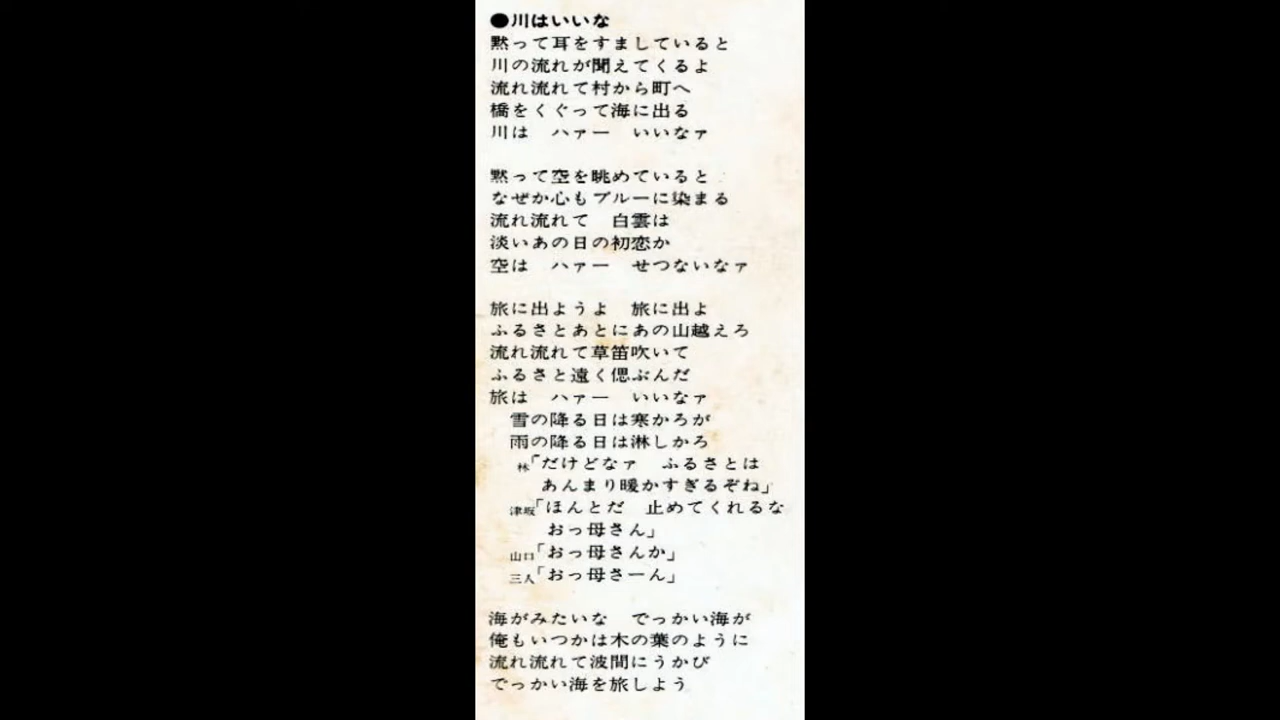 ●川はいいな
黙って耳をすましていると
川の流れが聞えてくるよ
流れ流れて村から町へ
橋をくぐって海に出る
川は　ハァー　いいなァ
黙って空を眺めていると
なぜか心もブルーに染まる
流れ流れて　白雲は
淡いあの日の初恋か
空は　ハァー　せつないなァ
旅に出ようよ　旅に出よ
ふるさとあとにあの山越えろ
流れ流れて草笛吹いて
ふるさと遠く偲ぶんだ
旅は　ハァー　いいなァ
雪の降る日は寒かろが
雨の降る日は淋しかろ
林「だけどなァ　ふるさとは
あんまり暖かすぎるぞね」
津坂「ほんとだ　止めてくれるな
おっ母さん」
山口「おっ母さんか」
三人「おっ母さーん」
海がみたいな　でっかい海が
俺もいつかは木の葉のように
流れ流れて波間にうかび
でっかい海を旅しよう